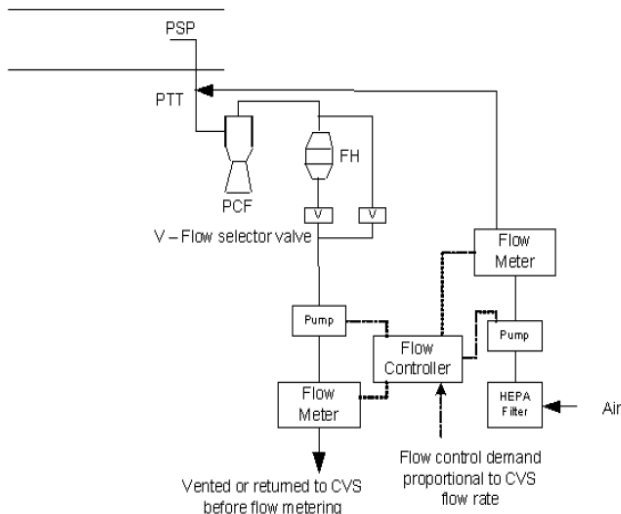 PSP
PTT
FH
PCF
V
V
V – Flow selector valve
Flow
Meter
Pump
Pump
Flow
Controller
Flow
Meter
HEPA
Filter
Air
Vented or returned to CVS
before flow metering
Flow control demand
proportional to CVS
flow rate